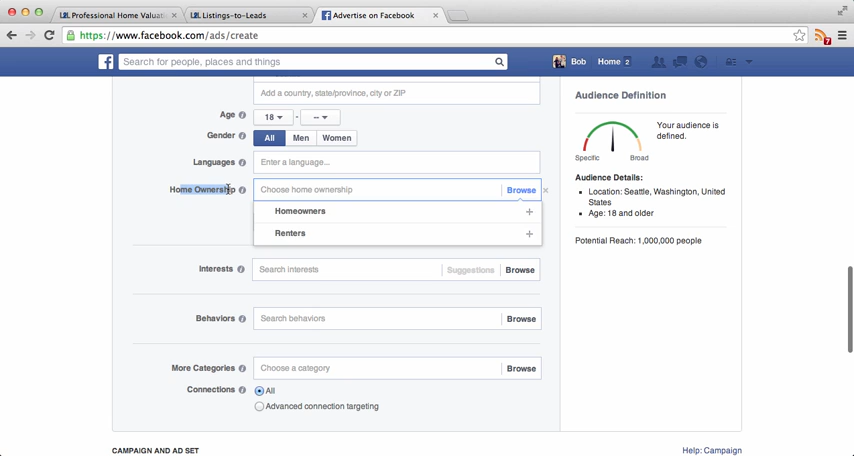 L2L Professional Home Valuati
L2L Listings-to-Leads
Advertise on Facebook
https://www.facebook.com/ads/create
7
Search for people, places and things
Bob
Home 2
Add a country, state/province, city or ZIP
Age
18
-
--
Gender
All
Men
Women
Languages
Enter a language...
Home Ownership
Choose home ownership
Browse
Homeowners
Renters
Interests
Search interests
Suggestions
Browse
Behaviors
Search behaviors
Browse
More Categories
Choose a category
Browse
Connections
All
Advanced connection targeting
CAMPAIGN AND AD SET
Audience Definition
Your audience is
defined.
Specific
Broad
Audience Details:
Location: Seattle, Washington, United
States
Age: 18 and older
Potential Reach: 1,000,000 people
Help: Campaign